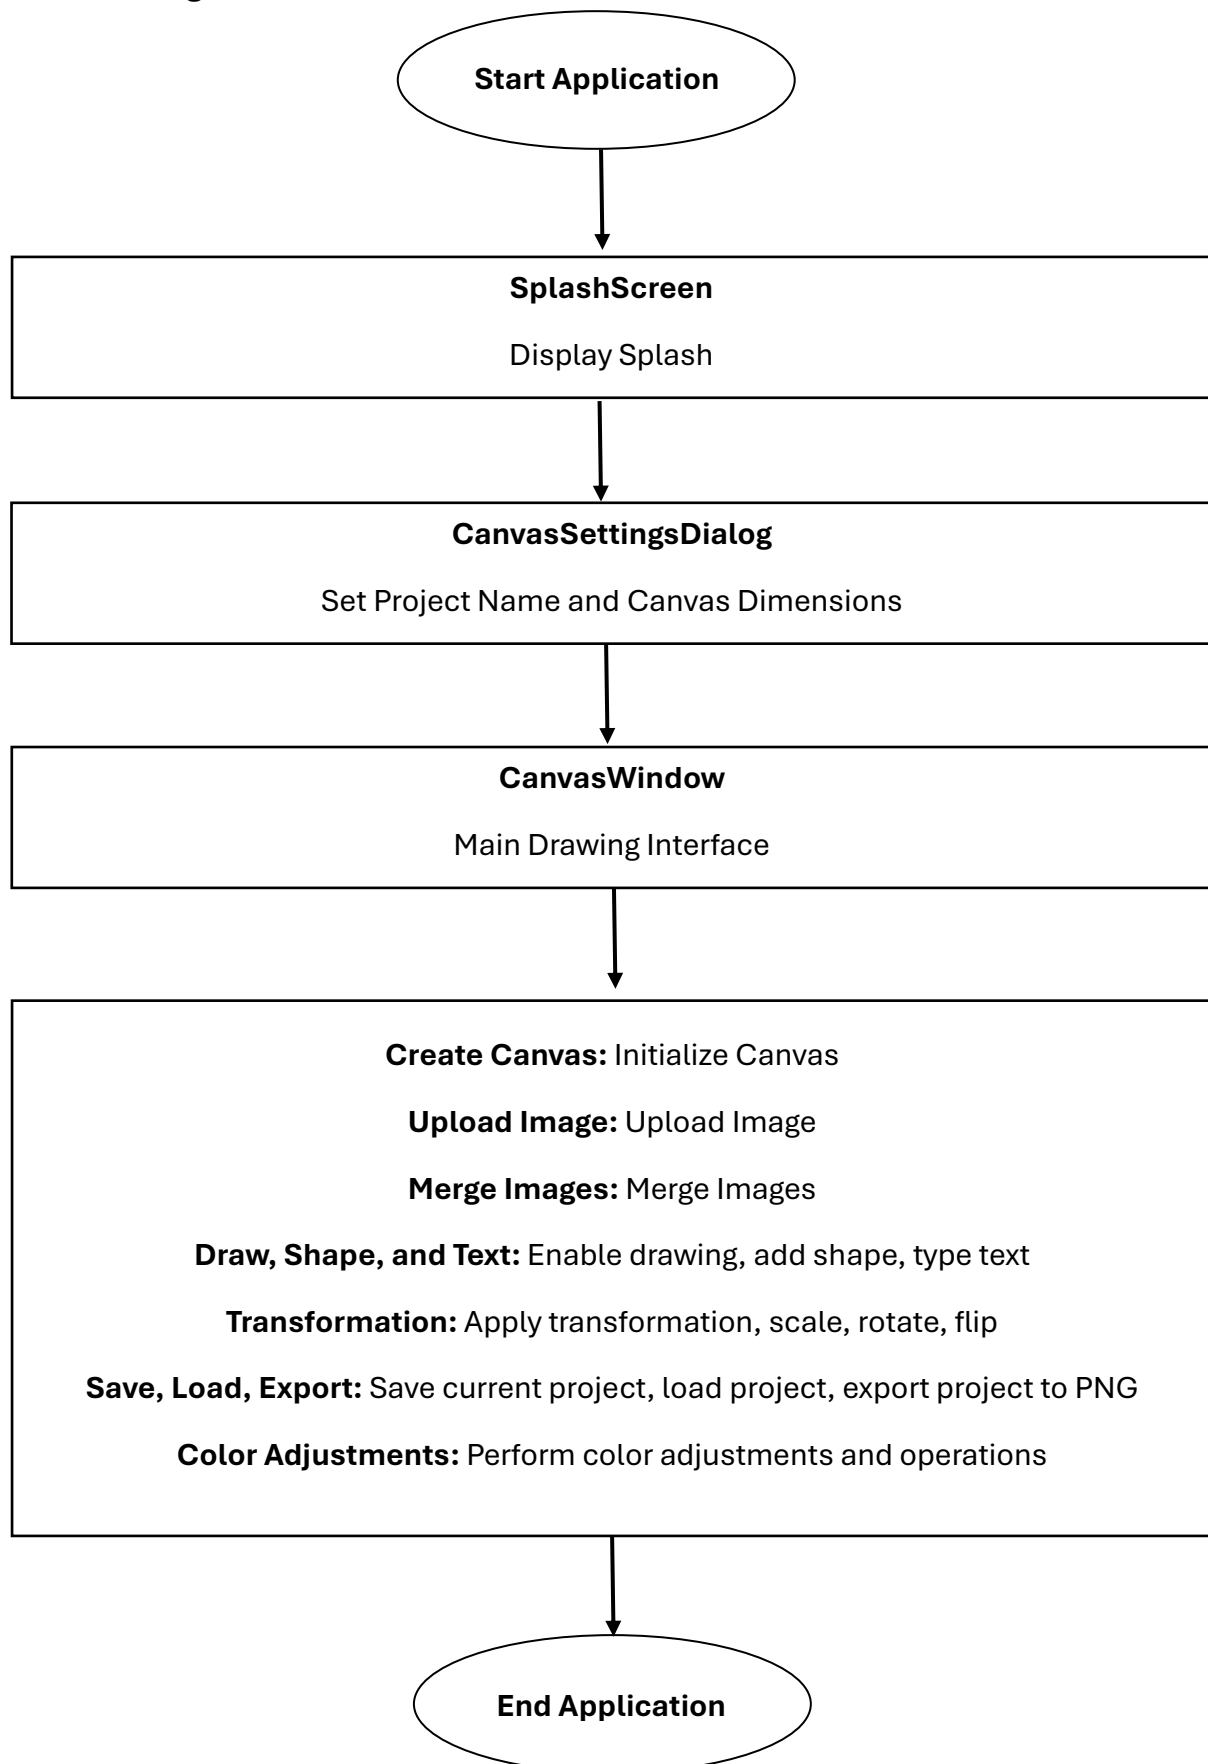 Start Application
SplashScreen
Display Splash
CanvasSettingsDialog
Set Project Name and Canvas Dimensions
CanvasWindow
Main Drawing Interface
Create Canvas: Initialize Canvas
Upload Image: Upload Image
Merge Images: Merge Images
Draw, Shape, and Text: Enable drawing, add shape, type text
Transformation: Apply transformation, scale, rotate, flip
Save, Load, Export: Save current project, load project, export project to PNG
Color Adjustments: Perform color adjustments and operations
End Application